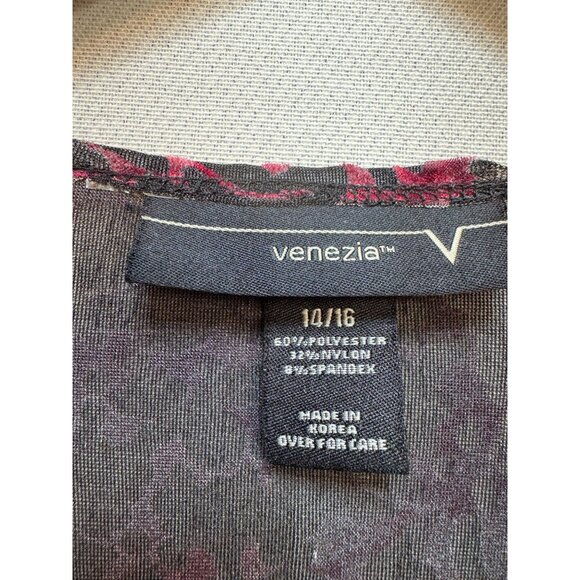 venezia™
14/16
60%POLYESTER
32%NYLON
8%SPANDEX
MADE IN
KOREA
OVER FOR CARE